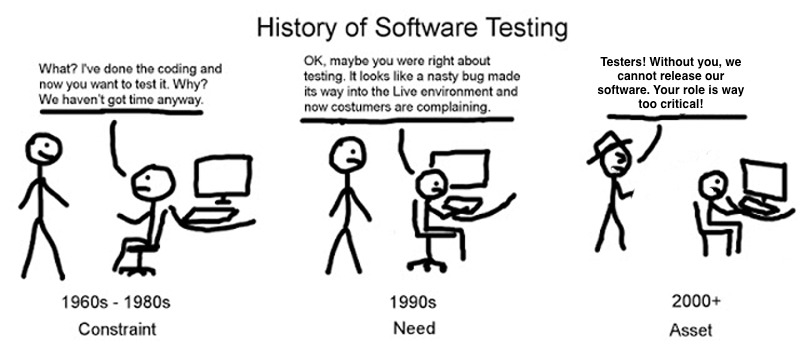 History of Software Testing
What? I've done the coding and
now you want to test it. Why?
We haven't got time anyway.
OK, maybe you were right about
testing. It looks like a nasty bug made
its way into the Live environment and
now costumers are complaining.
Testers! Without you, we
cannot release our
software. Your role is way
too critical!
1960s - 1980s
Constraint
1990s
Need
2000+
Asset